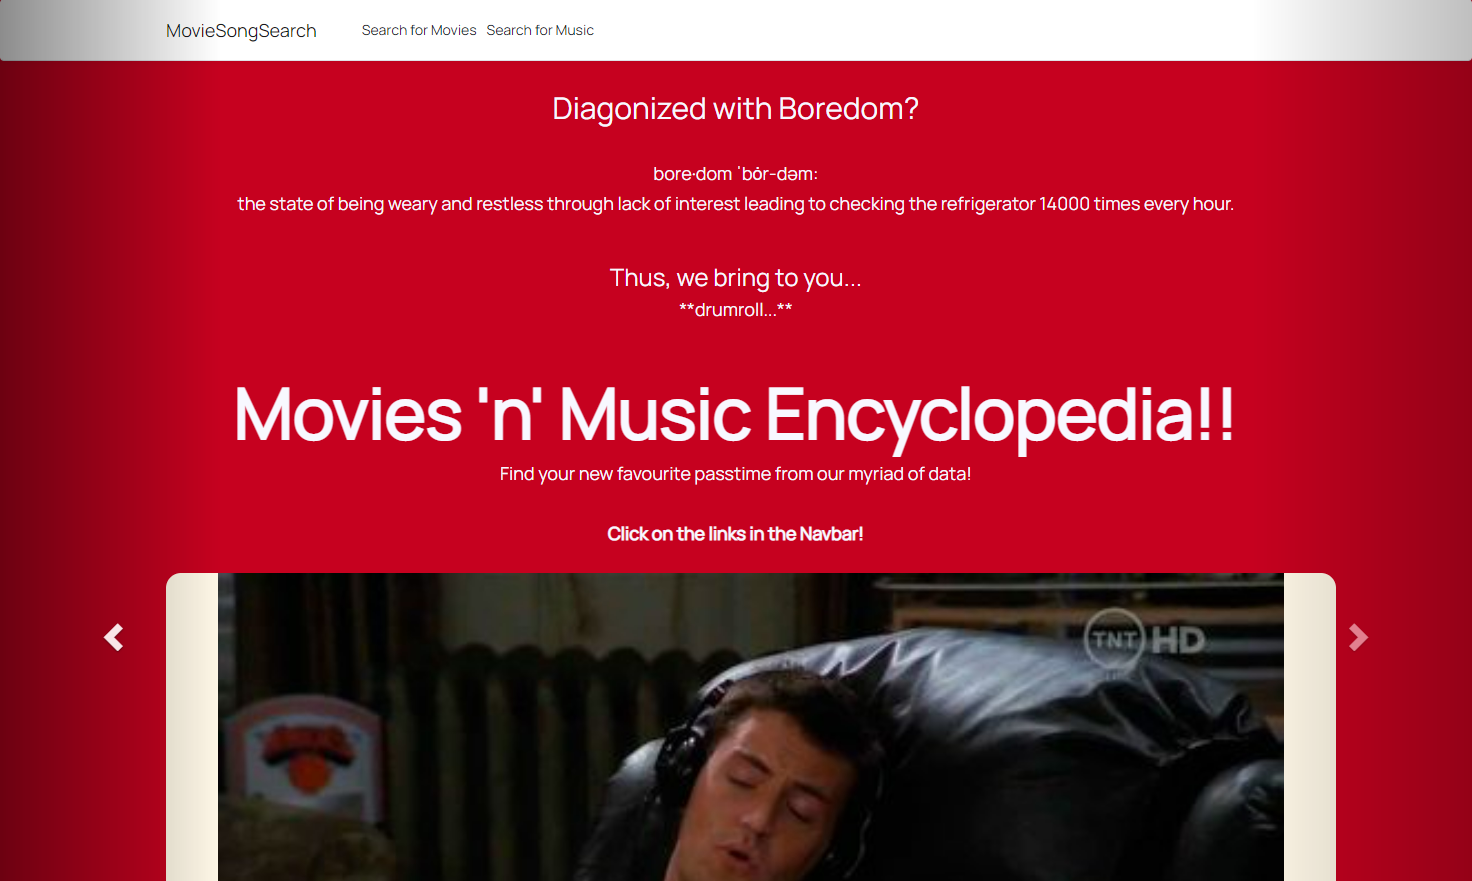 MovieSongSearch
Search for Movies Search for Music
Diagonized with Boredom?
bore·dom ˈbȯr-dəm:
the state of being weary and restless through lack of interest leading to checking the refrigerator 14000 times every hour.
Thus, we bring to you...
**drumroll...**
Movies 'n' Music Encyclopedia!!
Find your new favourite passtime from our myriad of data!
Click on the links in the Navbar!
TNT HD